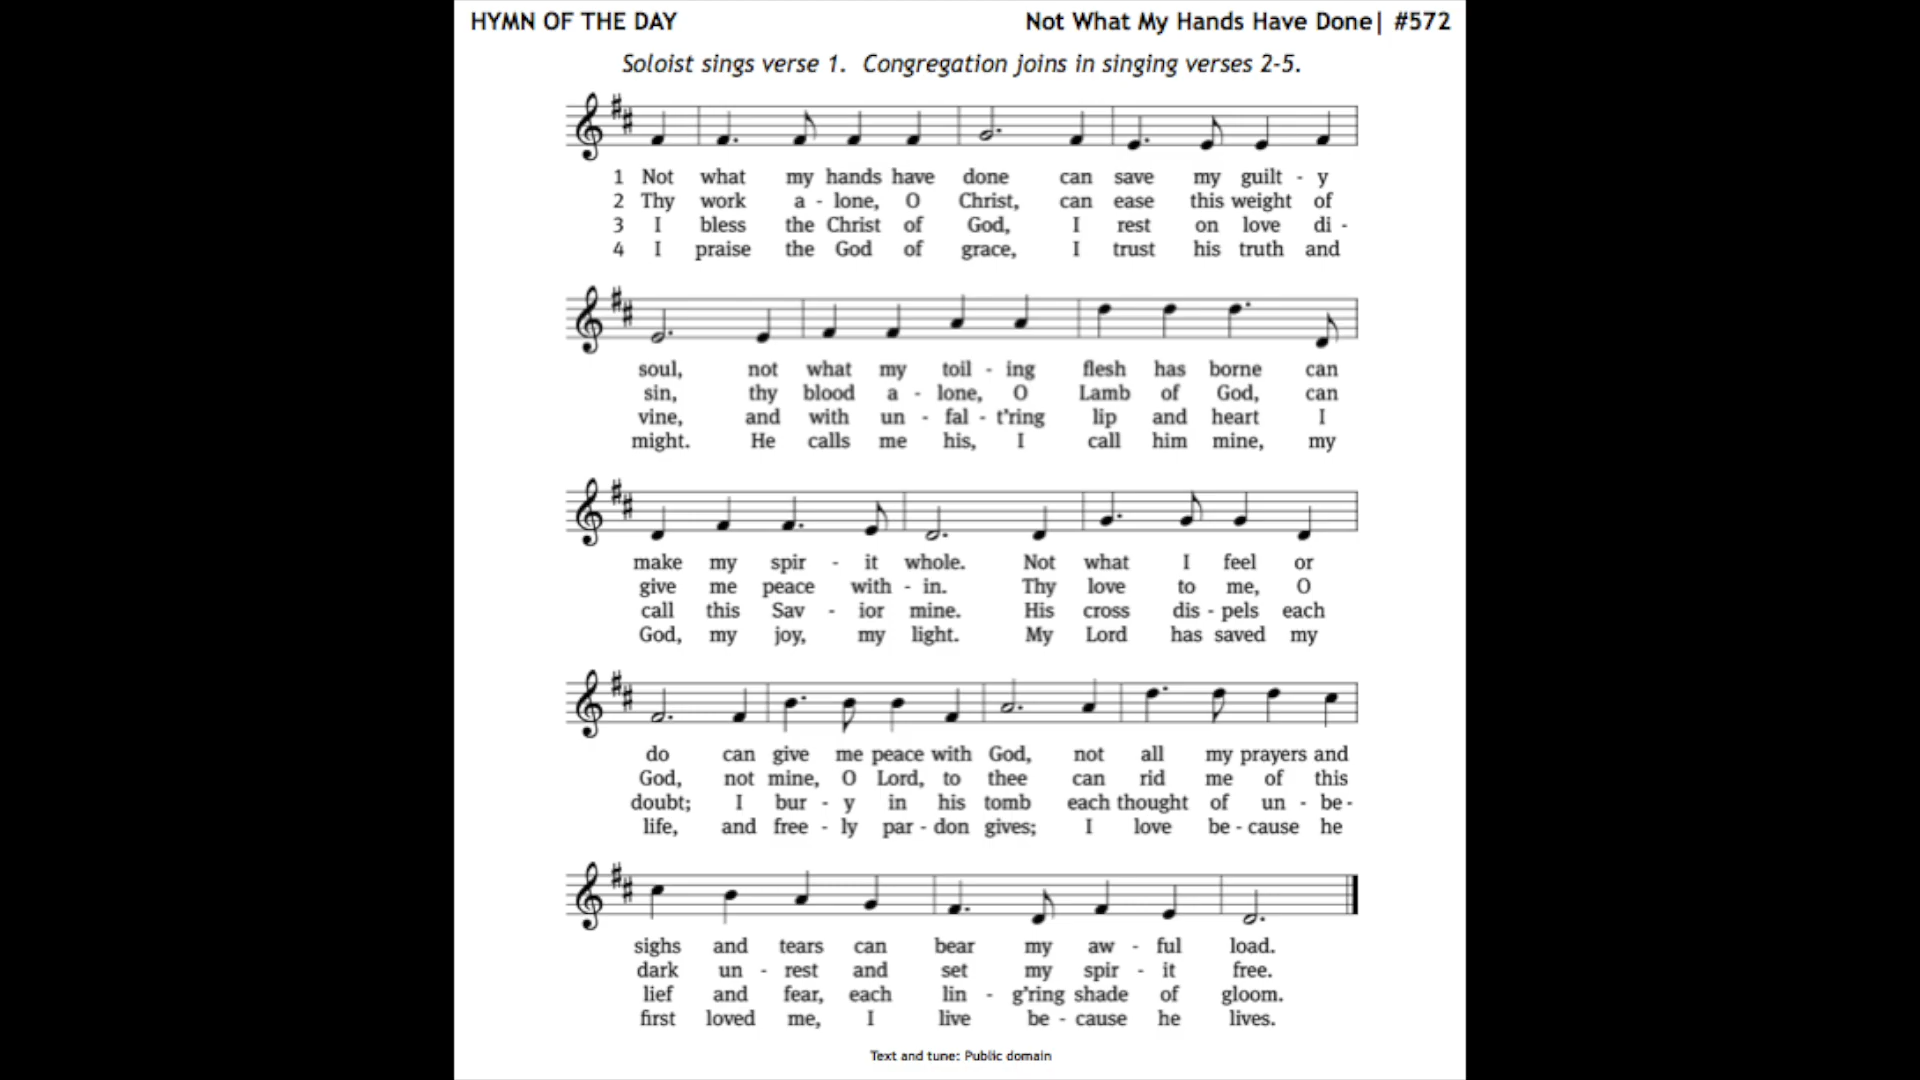 HYMN OF THE DAY Not What My Hands Have Done| #572
Soloist sings verse 1. Congregation joins in singing verses 2-5.
1 Not what my hands have done can save my guilt - y
2 Thy work a - lone, O Christ, can ease this weight of
3 I bless the Christ of God, I rest on love di -
4 I praise the God of grace, I trust his truth and
soul, not what my toil - ing flesh has borne can
sin, thy blood a - lone, O Lamb of God, can
vine, and with un - fal - t'ring lip and heart I
might. He calls me his, I call him mine, my
make my spir - it whole. Not what I feel or
give me peace with - in. Thy love to me, O
call this Sav - ior mine. His cross dis - pels each
God, my joy, my light. My Lord has saved my
do can give me peace with God, not all my prayers and
God, not mine, O Lord, to thee can rid me of this
doubt; I bur - y in his tomb each thought of un - be -
life, and free - ly par - don gives; I love be - cause he
sighs and tears can bear my aw - ful load.
dark un - rest and set my spir - it free.
lief and fear, each lin - g'ring shade of gloom.
first loved me, I live be - cause he lives.
Text and tune: Public domain